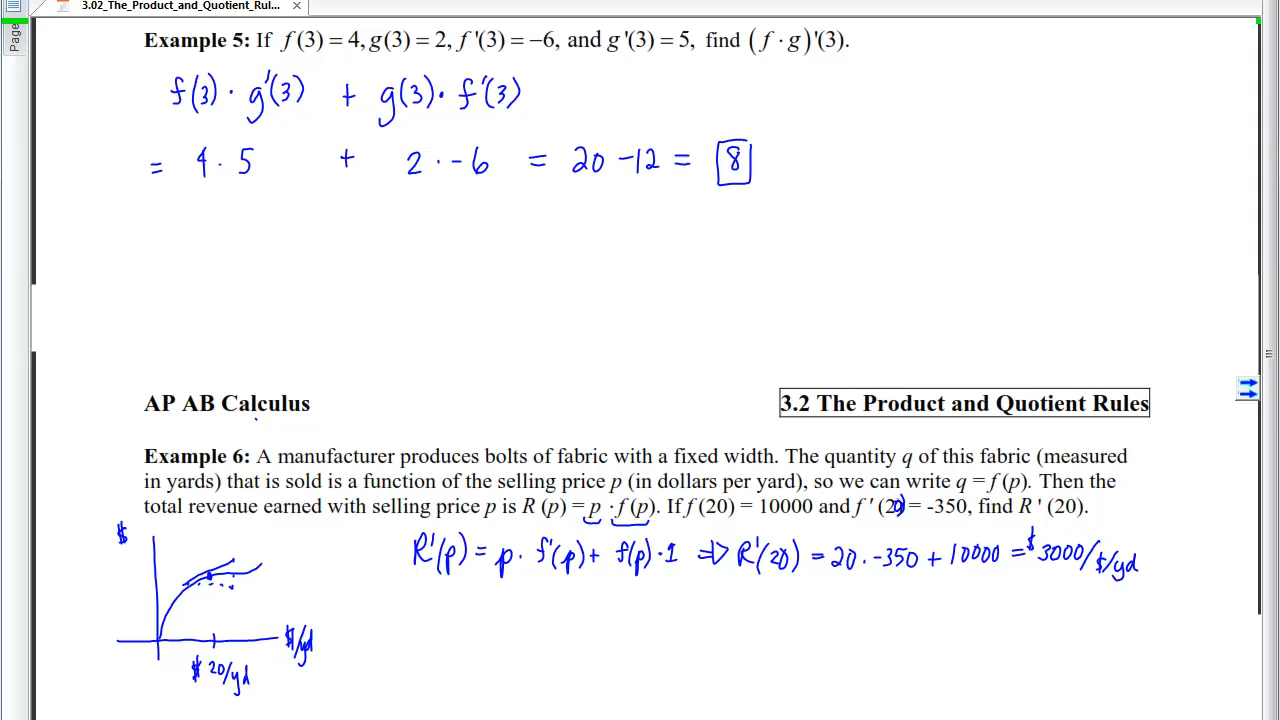 3.02_The_Product_and_Quotient_Rul...
Page
Example 5: If f(3) = 4, g(3) = 2, f '(3) = −6, and g '(3) = 5, find (f · g)'(3).
f(3) · g'(3) + g(3) · f'(3)
= 4 · 5 + 2 · -6 = 20 - 12 = 8
AP AB Calculus
3.2 The Product and Quotient Rules
Example 6: A manufacturer produces bolts of fabric with a fixed width. The quantity q of this fabric (measured
in yards) that is sold is a function of the selling price p (in dollars per yard), so we can write q = f (p). Then the
total revenue earned with selling price p is R (p) = p · f (p). If f (20) = 10000 and f ' (20) = -350, find R ' (20).
$
R'(p) = p · f'(p) + f(p) · 1 ⇒ R'(20) = 20 · -350 + 10000 = $3000/$/yd
$/yd
$20/yd